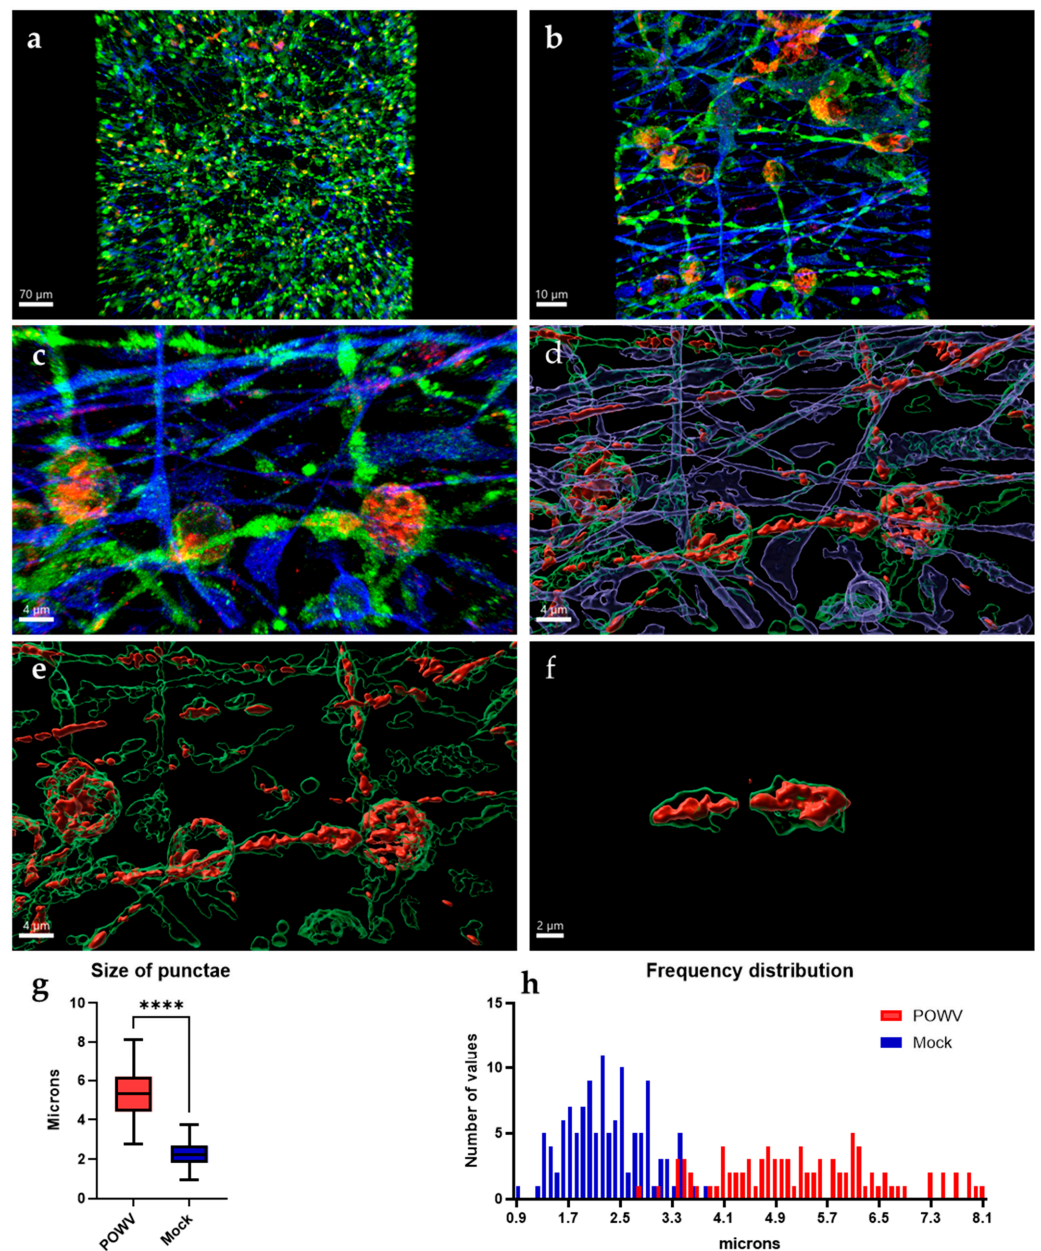 a
70 µm
b
10 µm
c
4 µm
d
4 µm
e
4 µm
f
2 µm
g
Size of punctae
Microns
10
8
6
4
2
0
****
POWV
Mock
h
Frequency distribution
Number of values
15
10
5
0
POWV
Mock
0.9 1.7 2.5 3.3 4.1 4.9 5.7 6.5 7.3 8.1
microns